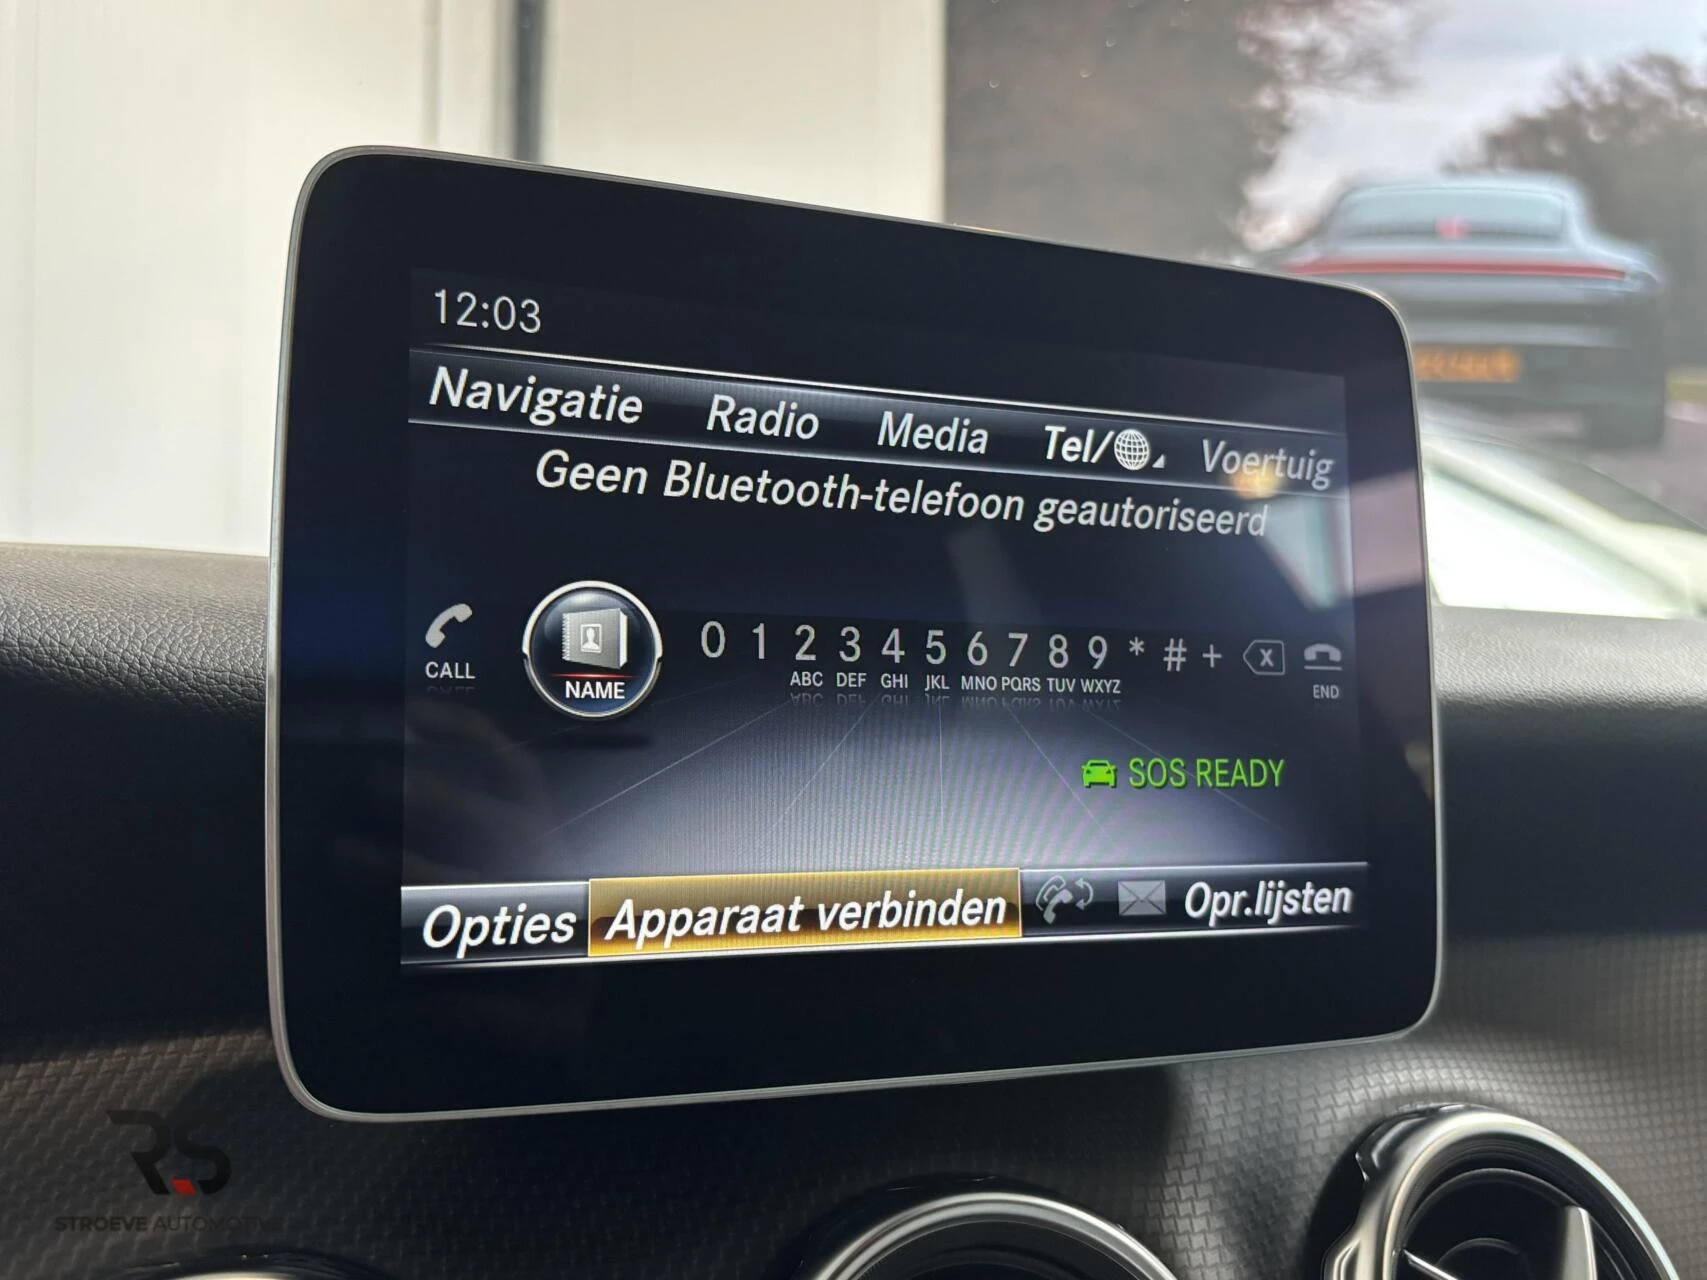 12:03
Navigatie Radio Media Tel/ Voertuig
Geen Bluetooth-telefoon geautoriseerd
CALL NAME 0 1 2 3 4 5 6 7 8 9 * # + X END
ABC DEF GHI JKL MNO PQRS TUV WXYZ
SOS READY
Opties Apparaat verbinden Opr.lijsten
RS
STROEVE AUTOMOTIVE